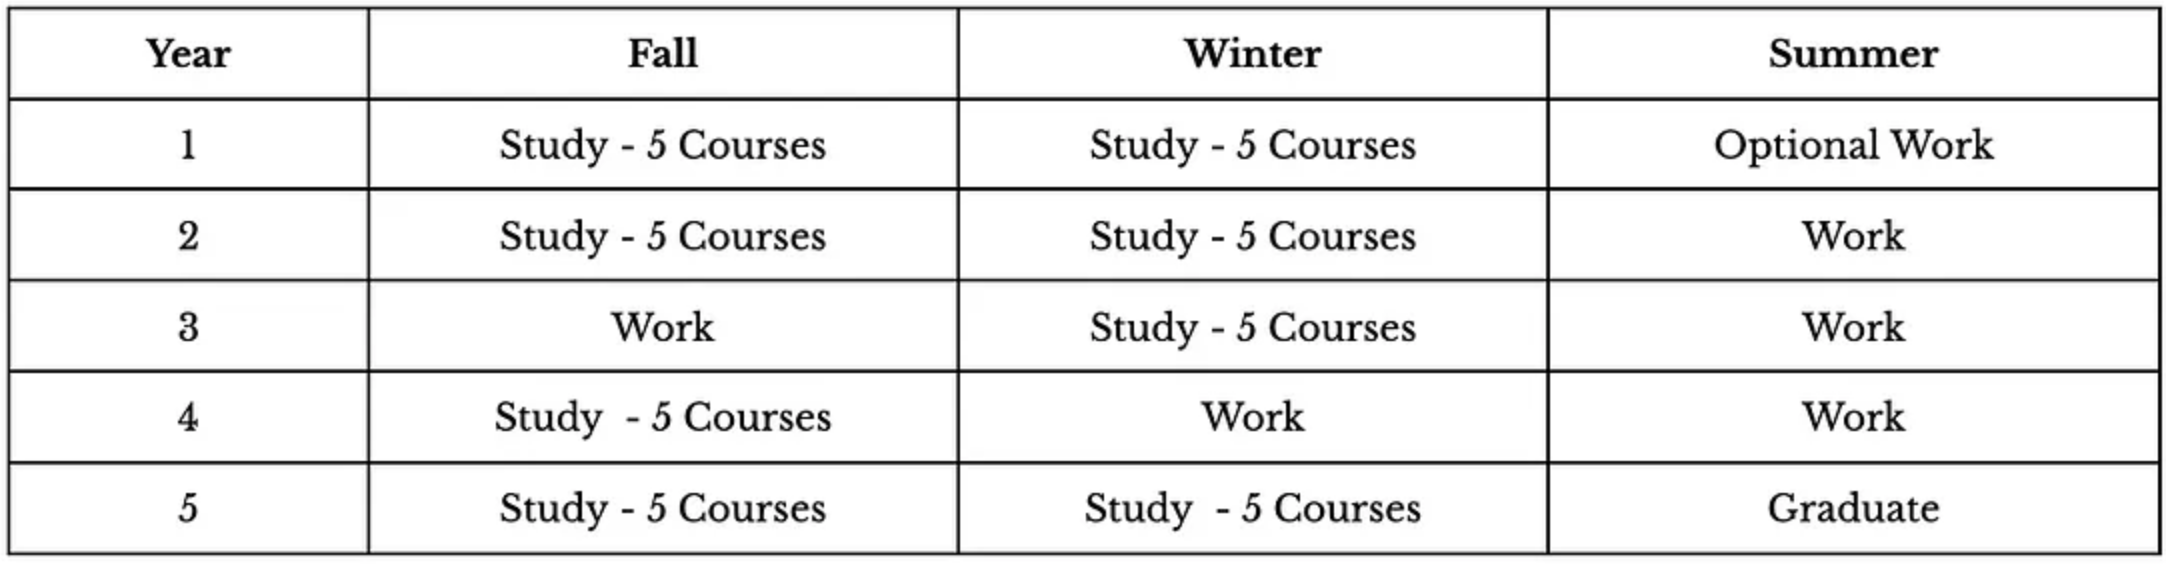 Year Fall Winter Summer
1 Study - 5 Courses Study - 5 Courses Optional Work
2 Study - 5 Courses Study - 5 Courses Work
3 Work Study - 5 Courses Work
4 Study  - 5 Courses Work Work
5 Study - 5 Courses Study  - 5 Courses Graduate